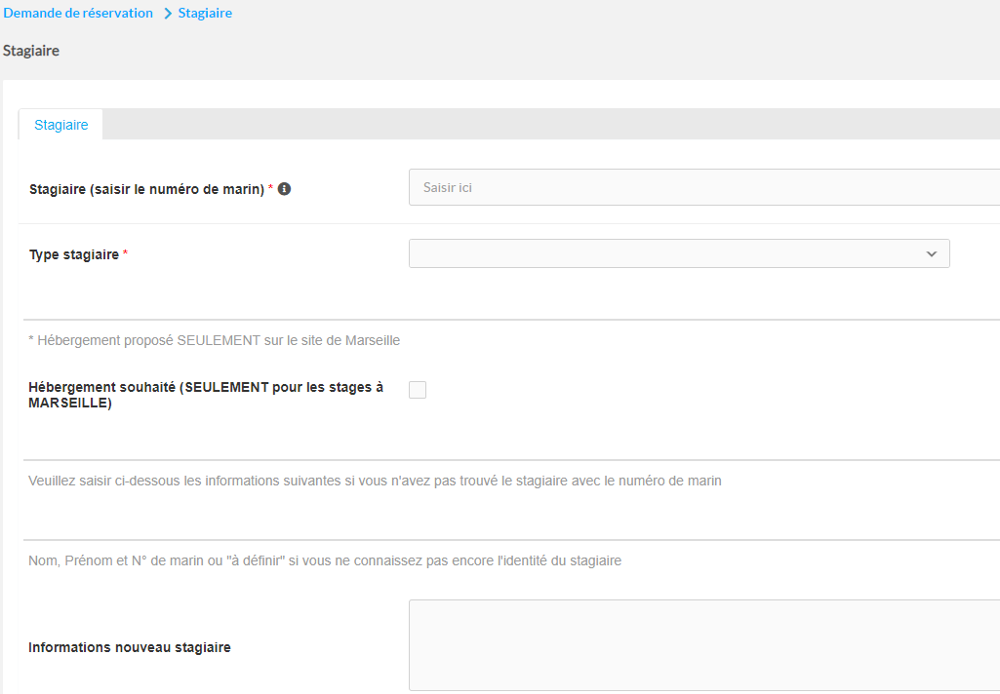 Demande de réservation > Stagiaire
Stagiaire
Stagiaire
Stagiaire (saisir le numéro de marin) *
Saisir ici
Type stagiaire *
* Hébergement proposé SEULEMENT sur le site de Marseille
Hébergement souhaité (SEULEMENT pour les stages à
MARSEILLE)
Veuillez saisir ci-dessous les informations suivantes si vous n'avez pas trouvé le stagiaire avec le numéro de marin
Nom, Prénom et N° de marin ou "à définir" si vous ne connaissez pas encore l'identité du stagiaire
Informations nouveau stagiaire